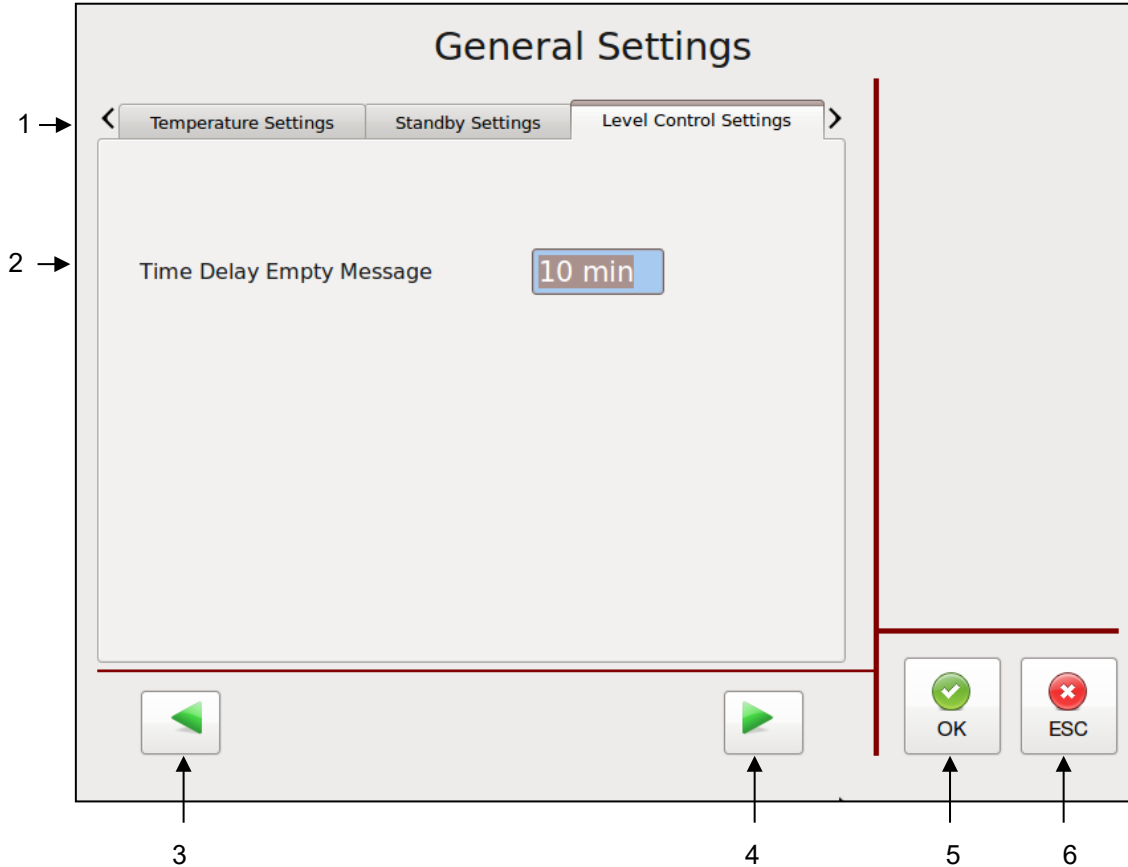 General Settings
1
Temperature Settings
Standby Settings
Level Control Settings
2
Time Delay Empty Message
10 min
OK
ESC
3
4
5
6